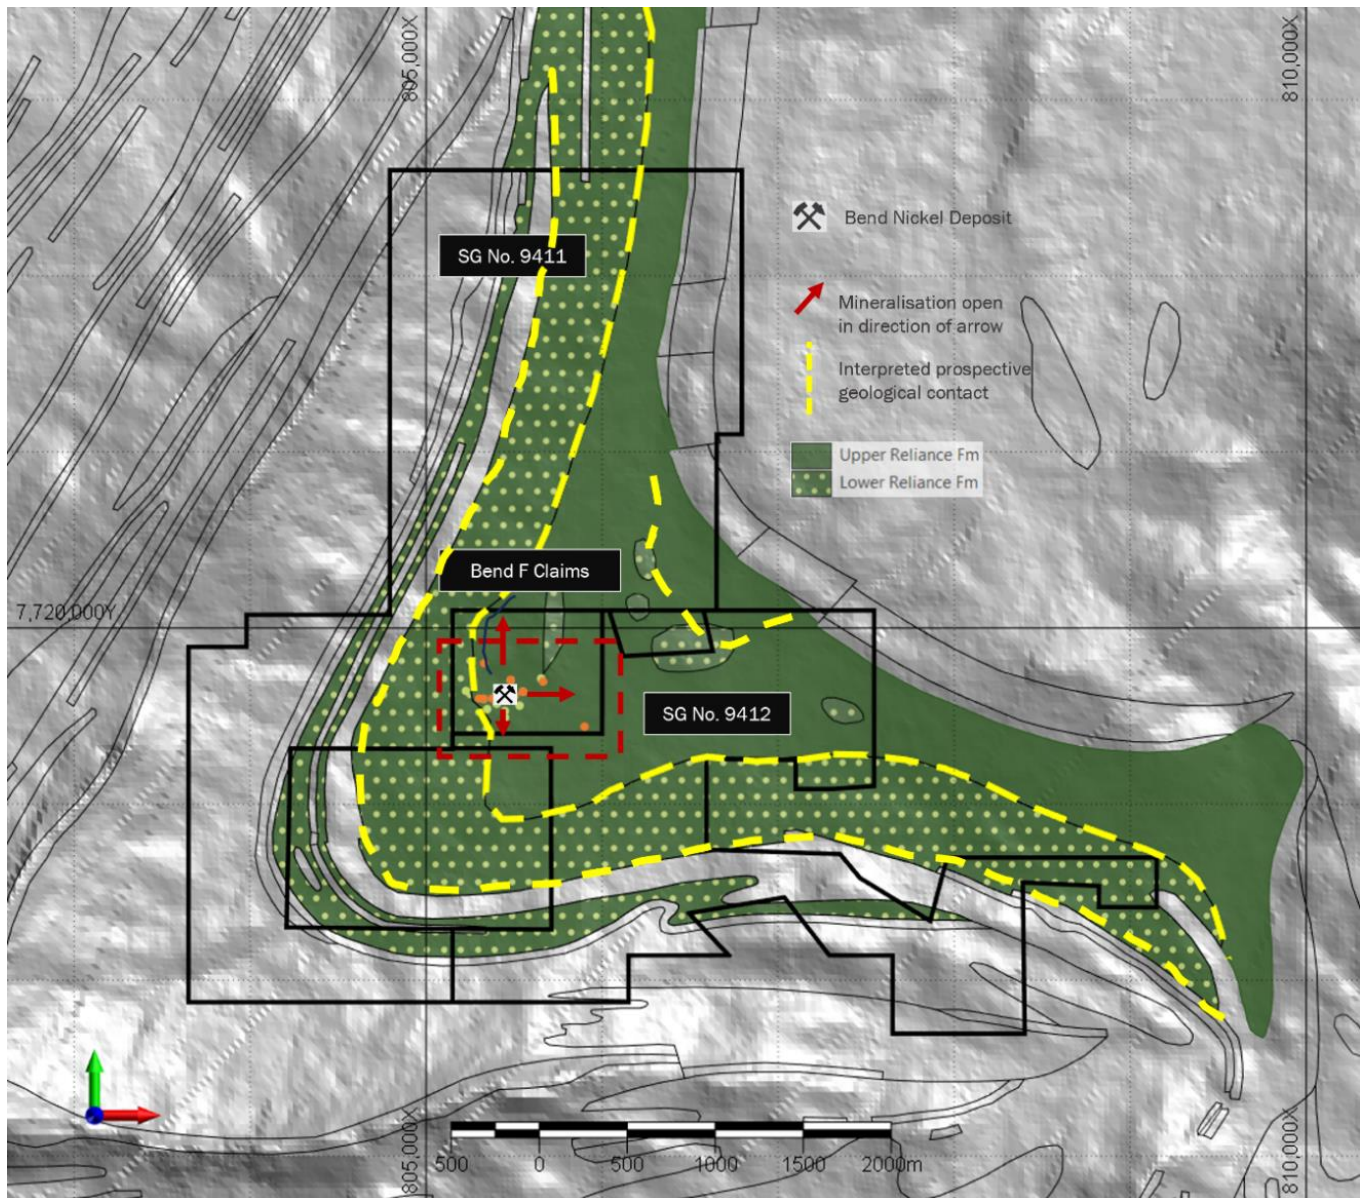 805,000X
810,000X
Bend Nickel Deposit
SG No. 9411
Mineralisation open
in direction of arrow
Interpreted prospective
geological contact
Upper Reliance Fm
Lower Reliance Fm
Bend F Claims
7,720,000Y
SG No. 9412
805,000X
810,000X
500 0 500 1000 1500 2000m